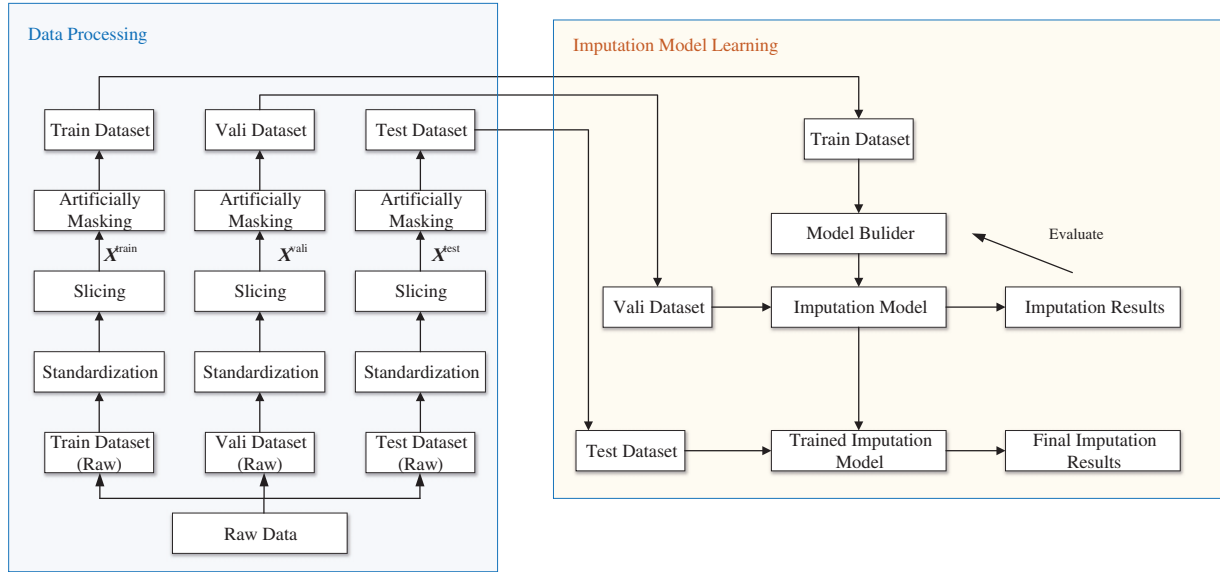 Data Processing
Train Dataset
Vali Dataset
Test Dataset
Artificially
Masking
Artificially
Masking
Artificially
Masking
X^train
X^vali
X^test
Slicing
Slicing
Slicing
Standardization
Standardization
Standardization
Train Dataset
(Raw)
Vali Dataset
(Raw)
Test Dataset
(Raw)
Raw Data
Imputation Model Learning
Train Dataset
Model Bulider
Evaluate
Vali Dataset
Imputation Model
Imputation Results
Test Dataset
Trained Imputation
Model
Final Imputation
Results